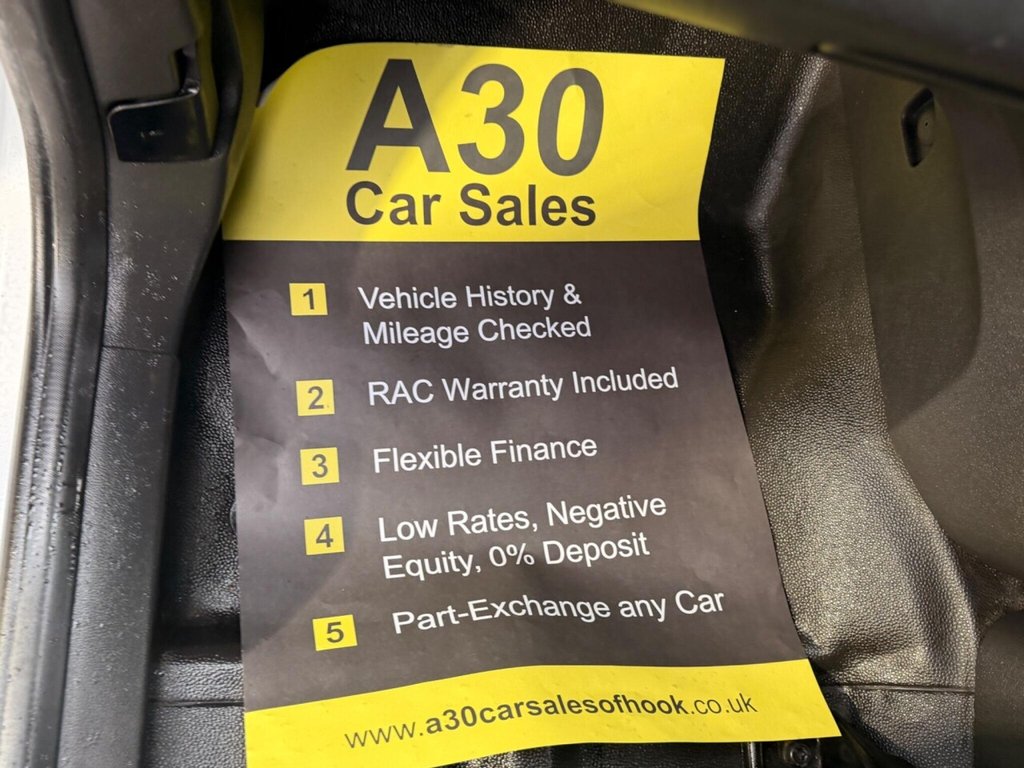 A30
Car Sales
1 Vehicle History &
Mileage Checked
2 RAC Warranty Included
3 Flexible Finance
4 Low Rates, Negative
Equity, 0% Deposit
5 Part-Exchange any Car
www.a30carsalesofhook.co.uk